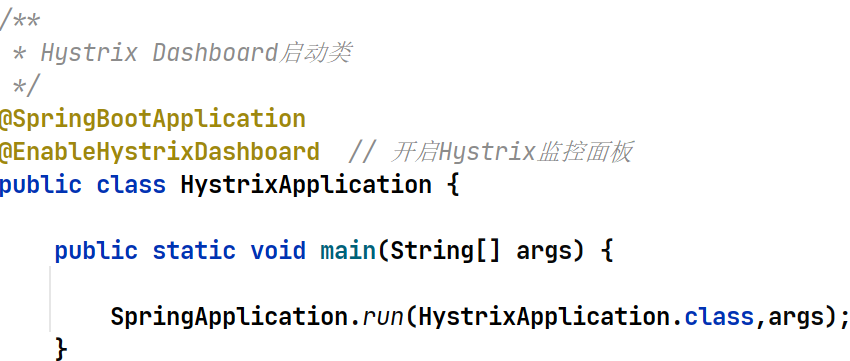 /**
 * Hystrix Dashboard启动类
 */
@SpringBootApplication
@EnableHystrixDashboard  // 开启Hystrix监控面板
public class HystrixApplication {
    public static void main(String[] args) {
        SpringApplication.run(HystrixApplication.class,args);
    }